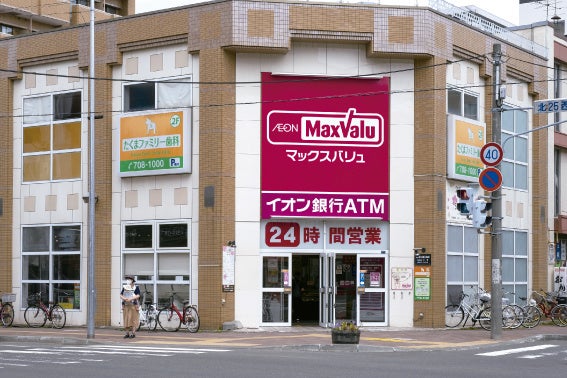 2F
たくまファミリー歯科
708-1000
P
AEON MaxValu
マックスバリュ
イオン銀行ATM
24時間営業
北25西
40